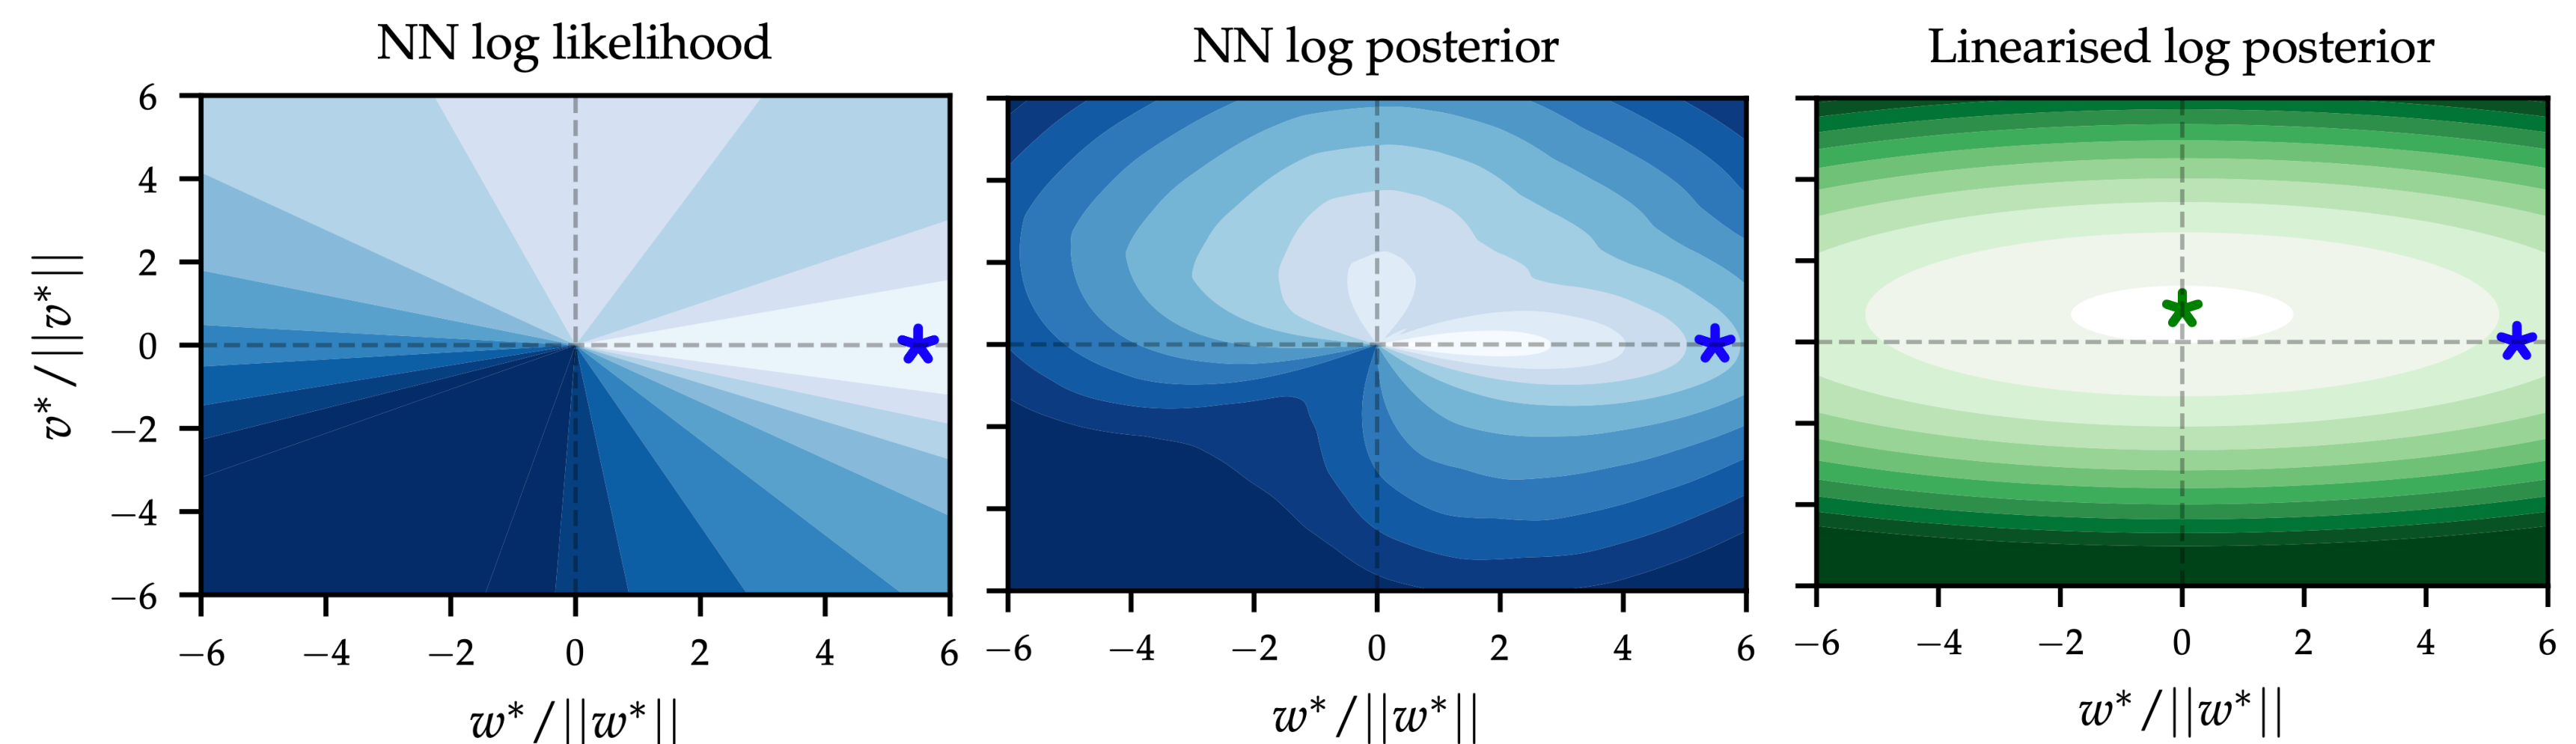 NN log likelihood
NN log posterior
Linearised log posterior
v*/||v*||
6
4
2
0
−2
−4
−6
−6 −4 −2 0 2 4 6
−6 −4 −2 0 2 4 6
−6 −4 −2 0 2 4 6
w*/||w*||
w*/||w*||
w*/||w*||